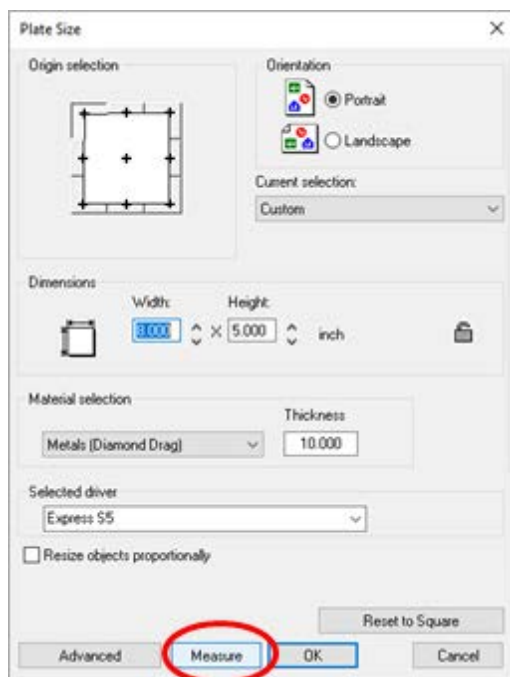 Plate Size
Origin selection
Orientation
Portrait
Landscape
Current selection:
Custom
Dimensions
Width: Height:
8.000 X 5.000 inch
Material selection
Thickness
Metals (Diamond Drag) 10.000
Selected driver
Express S5
Resize objects proportionally
Reset to Square
Advanced Measure OK Cancel